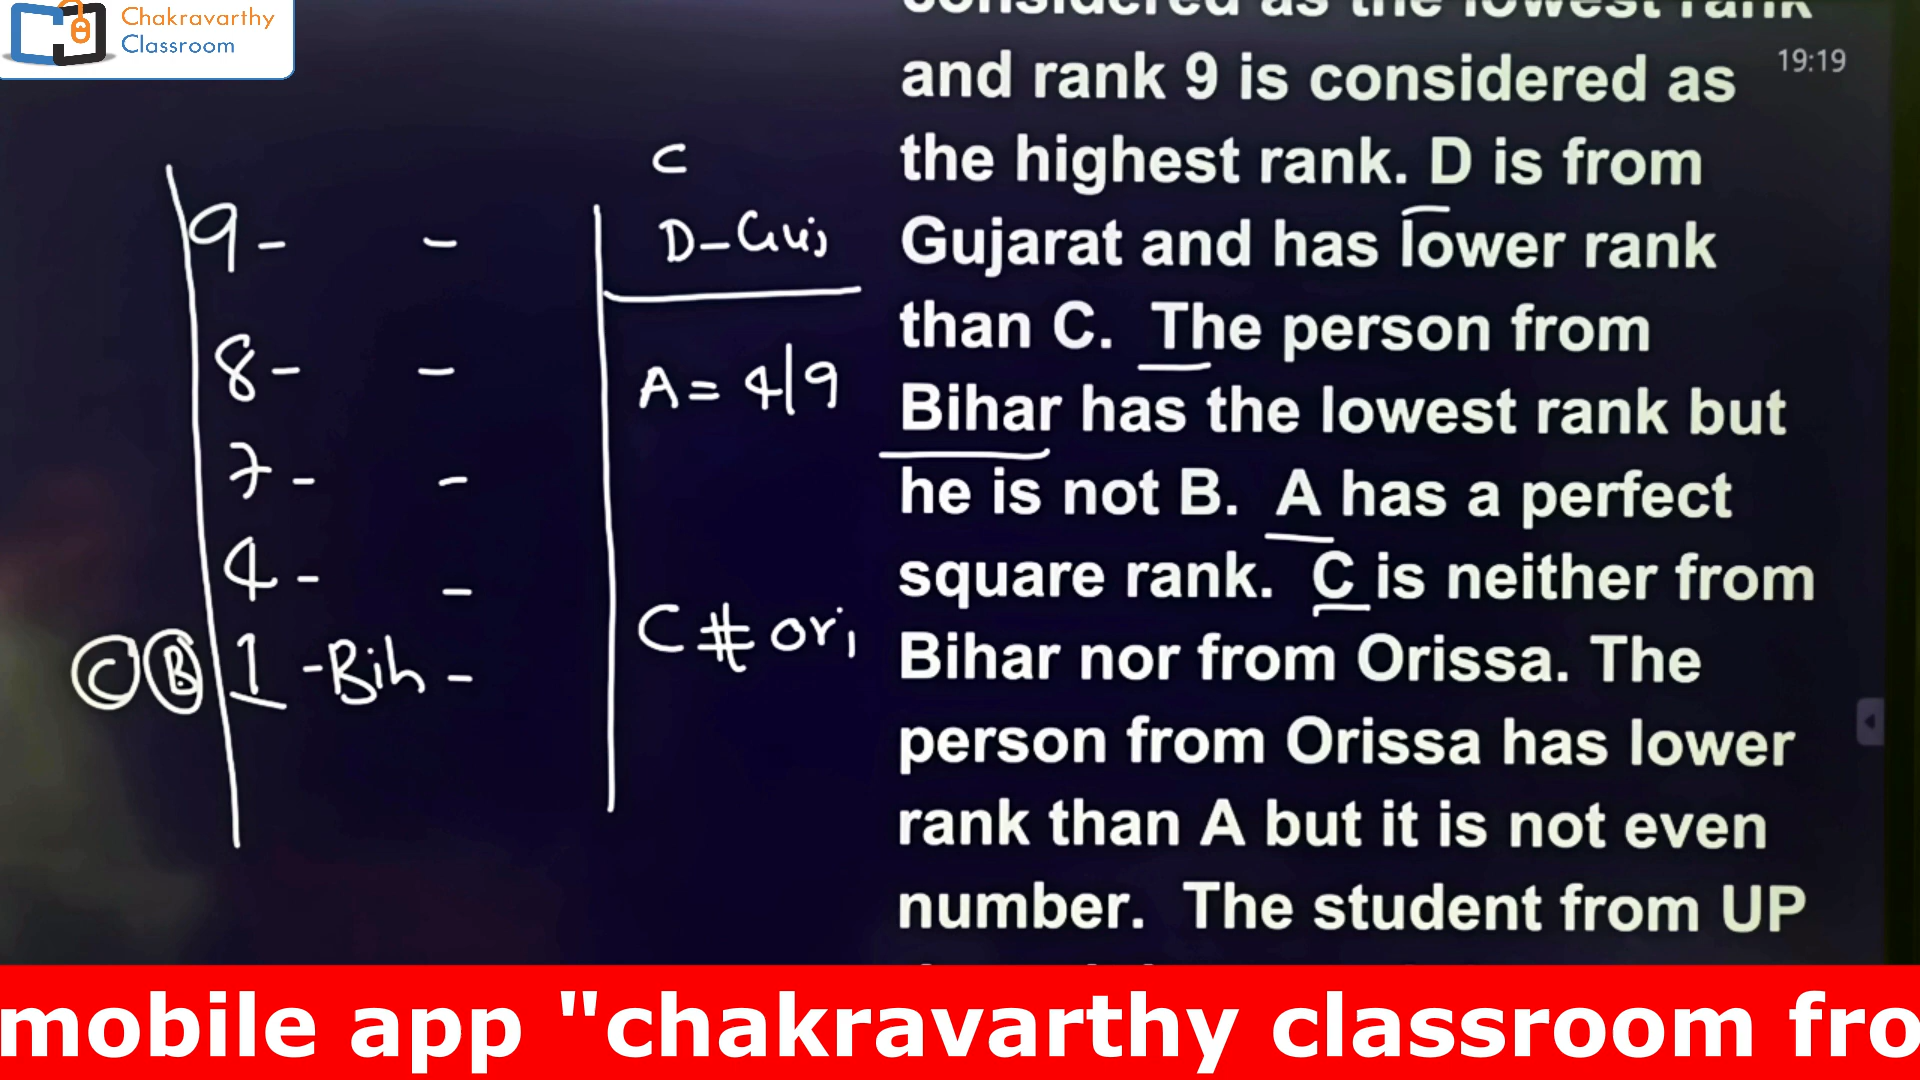 Chakravarthy
Classroom
19:19
9 - -
8 - -
7 - -
4 - -
C B 1 - Bih -
C
D - Guj
A = 4/9
C # ori
and rank 9 is considered as
the highest rank. D is from
Gujarat and has lower rank
than C. The person from
Bihar has the lowest rank but
he is not B. A has a perfect
square rank. C is neither from
Bihar nor from Orissa. The
person from Orissa has lower
rank than A but it is not even
number. The student from UP
mobile app "chakravarthy classroom fro